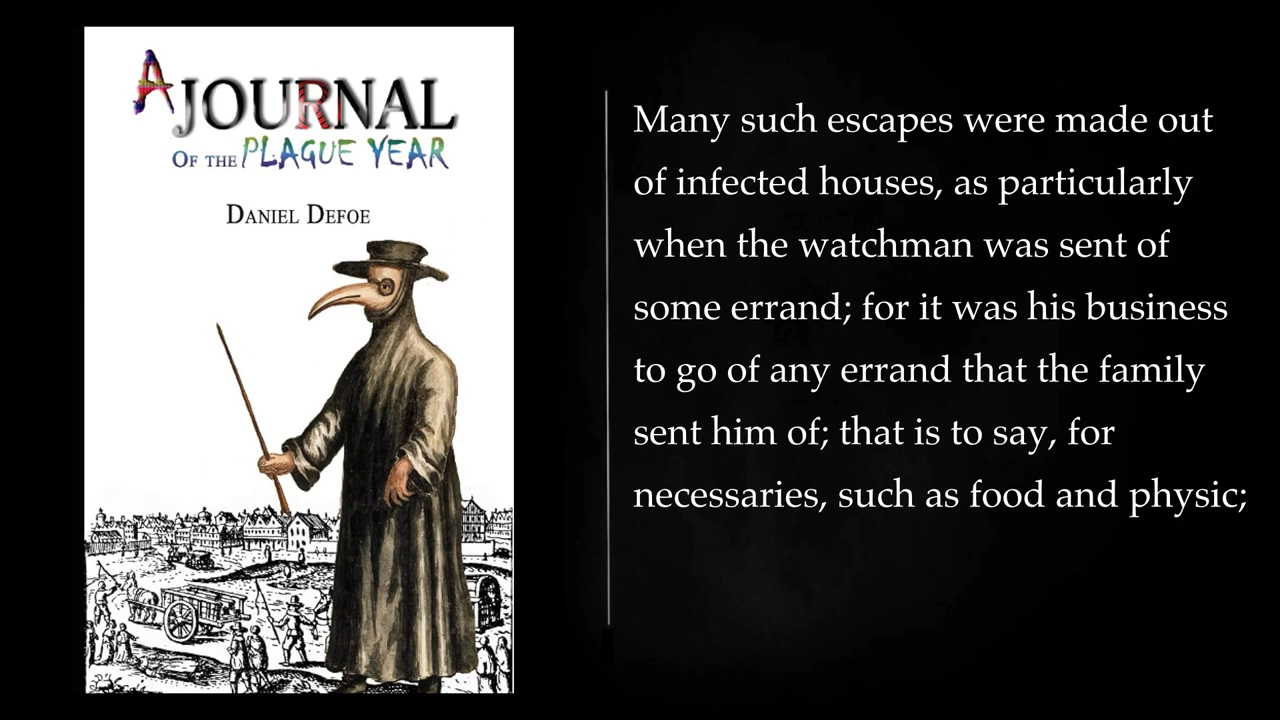 A JOURNAL
OF THE PLAGUE YEAR
DANIEL DEFOE
Many such escapes were made out
of infected houses, as particularly
when the watchman was sent of
some errand; for it was his business
to go of any errand that the family
sent him of; that is to say, for
necessaries, such as food and physic;